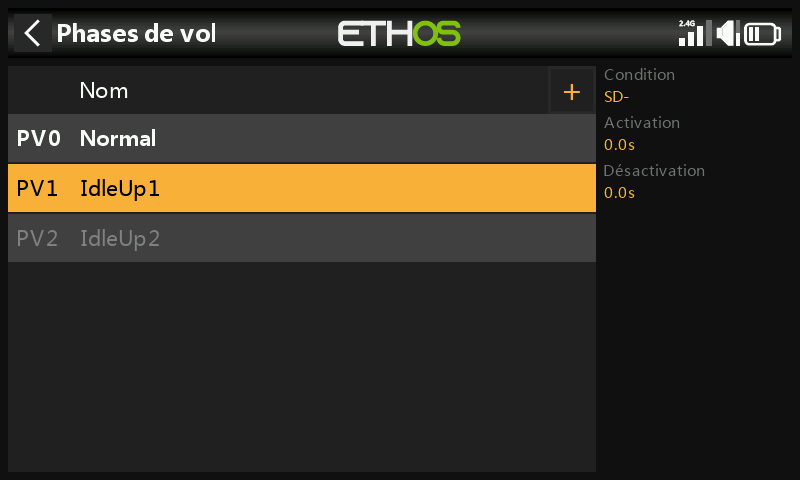 Phases de vol
ETHOS
2.4G
Nom
+
PV0 Normal
PV1 IdleUp1
PV2 IdleUp2
Condition
SD-
Activation
0.0s
Désactivation
0.0s